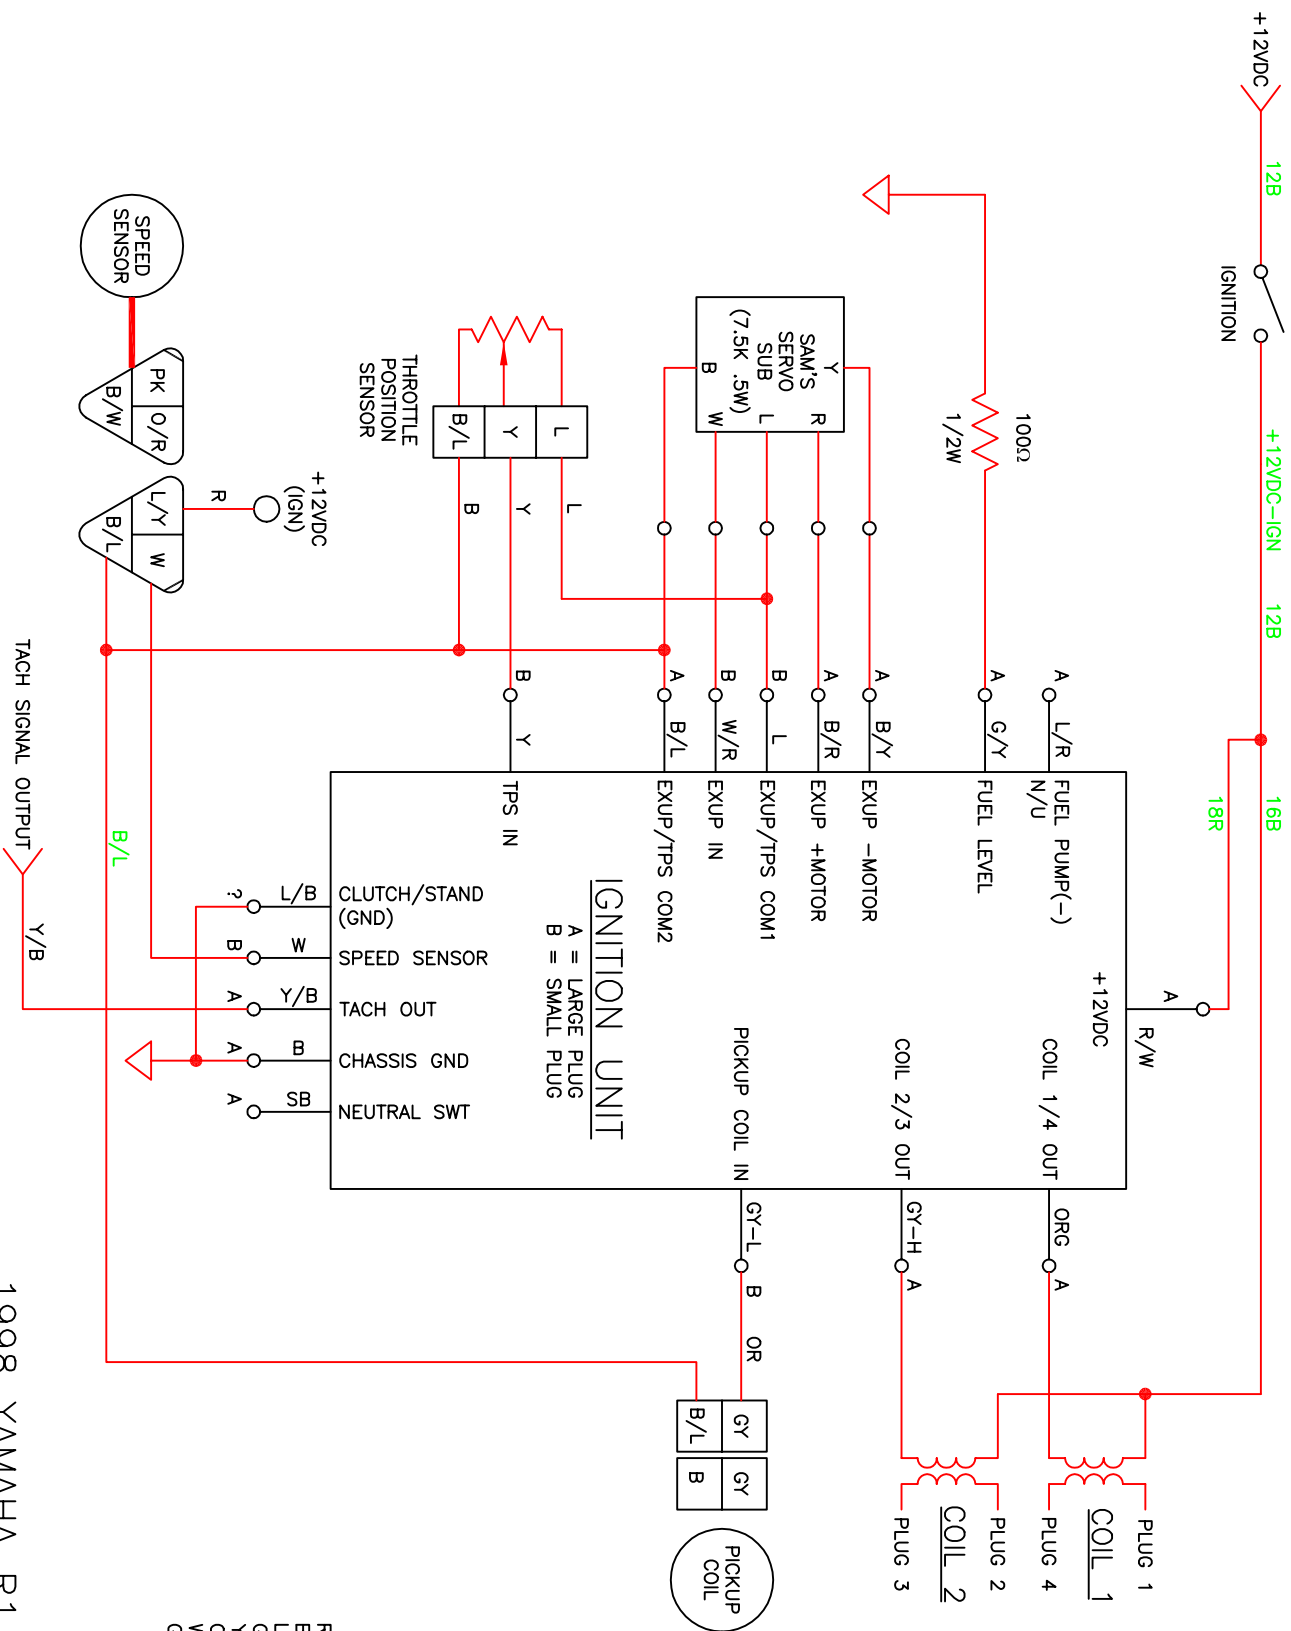 +12VDC
12B
IGNITION
+12VDC-IGN
12B
16B
18R
100Ω
1/2W
SAM'S
SERVO
SUB
(7.5K .5W)
Y
R
L
W
B
THROTTLE
POSITION
SENSOR
L
Y
B/L
L
Y
B
SPEED
SENSOR
PK
O/R
B/W
L/Y
W
B/L
R
+12VDC
(IGN)
A
L/R
A
G/Y
A
B/Y
A
B/R
B
L
B
W/R
A
B/L
B
Y
FUEL PUMP(-)
N/U
FUEL LEVEL
EXUP -MOTOR
EXUP +MOTOR
EXUP/TPS COM1
EXUP IN
EXUP/TPS COM2
TPS IN
IGNITION UNIT
A = LARGE PLUG
B = SMALL PLUG
+12VDC
A
R/W
COIL 1/4 OUT
COIL 2/3 OUT
PICKUP COIL IN
ORG
A
GY-H
A
GY-L
B
OR
CLUTCH/STAND
(GND)
SPEED SENSOR
TACH OUT
CHASSIS GND
NEUTRAL SWT
L/B
?
W
B
Y/B
A
B
A
SB
A
B/L
TACH SIGNAL OUTPUT
Y/B
GY
B/L
GY
B
PICKUP
COIL
PLUG 1
COIL 1
PLUG 4
PLUG 2
COIL 2
PLUG 3
1998 YAMAHA R1